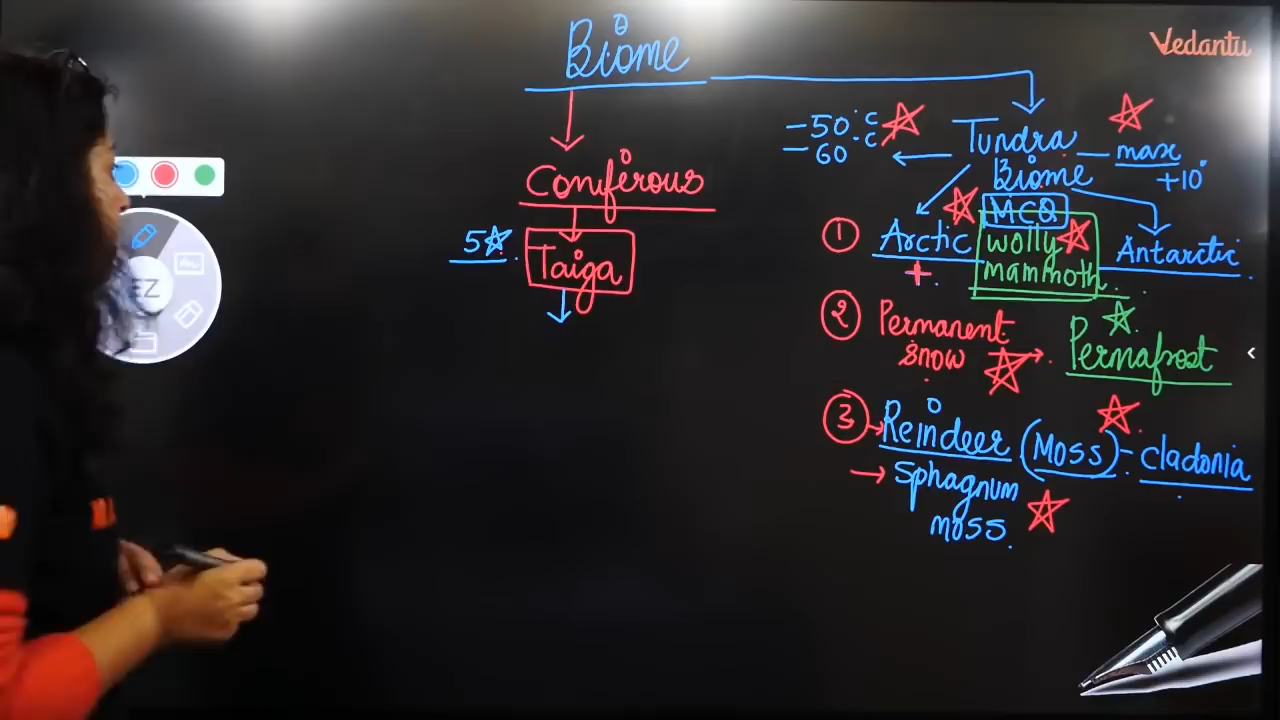 Biome
Vedantu
-50°C
-60°C
Tundra
Biome
max
+10°
Coniferous
5
Taiga
MCQ
1 Arctic
+
wolly
mammoth
Antarctic
2 Permanent
snow
Permafrost
3 Reindeer (Moss) - cladonia
Sphagnum
moss
EZ